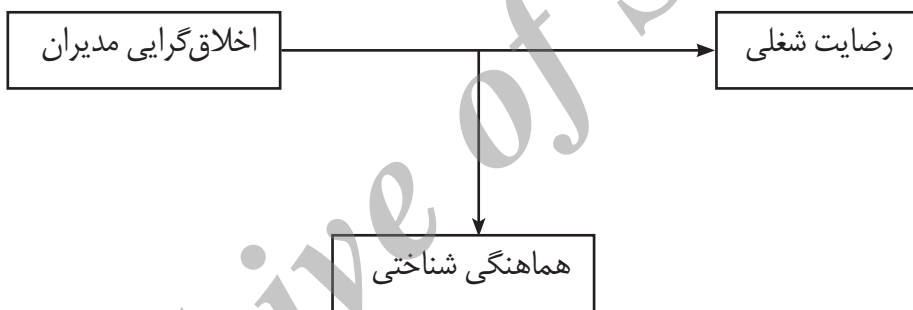 اخلاق‌گرایی مدیران
رضایت شغلی
هماهنگی شناختی